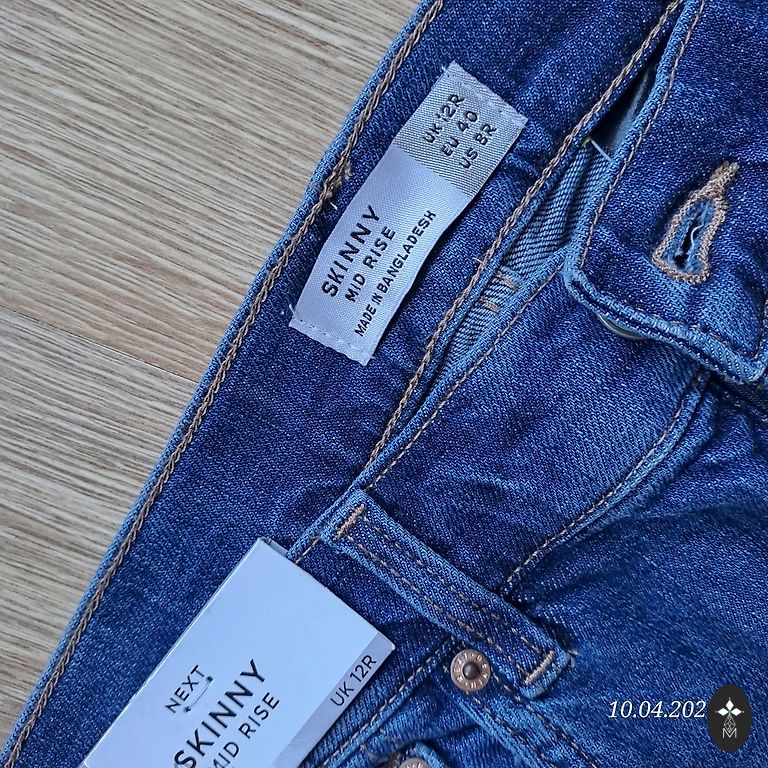 UK 12R
EU 40
US 8R
SKINNY
MID RISE
MADE IN BANGLADESH
NEXT
SKINNY
MID RISE
UK 12R
10.04.202
M